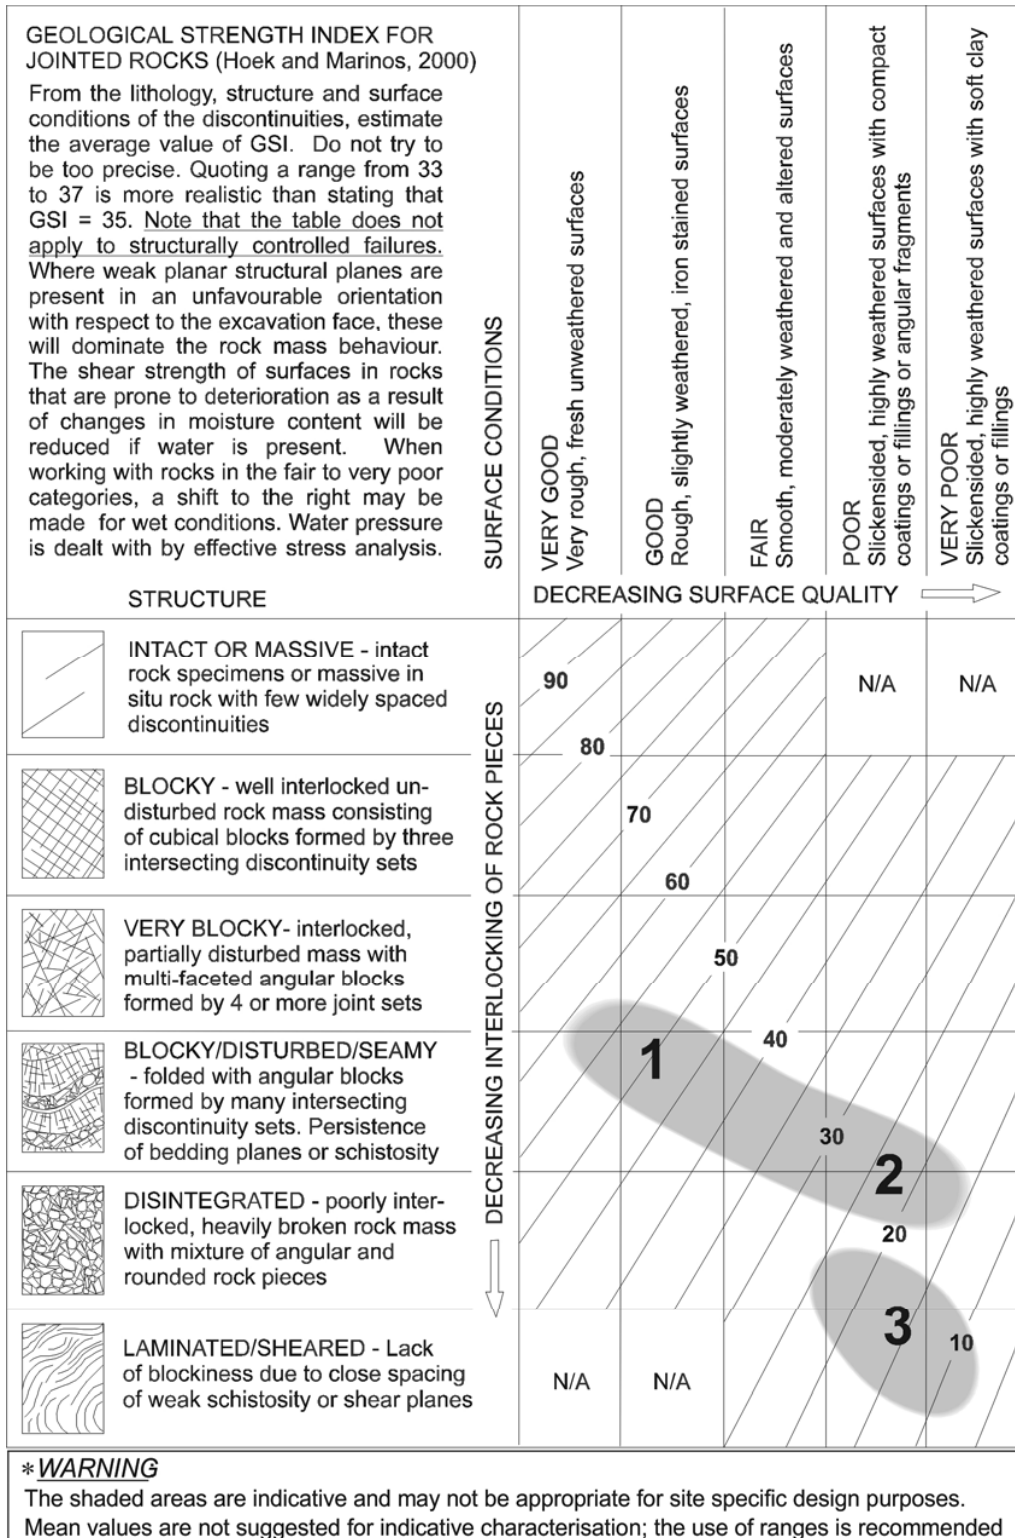 GEOLOGICAL STRENGTH INDEX FOR
JOINTED ROCKS (Hoek and Marinos, 2000)
From the lithology, structure and surface
conditions of the discontinuities, estimate
the average value of GSI. Do not try to
be too precise. Quoting a range from 33
to 37 is more realistic than stating that
GSI = 35. Note that the table does not
apply to structurally controlled failures.
Where weak planar structural planes are
present in an unfavourable orientation
with respect to the excavation face, these
will dominate the rock mass behaviour.
The shear strength of surfaces in rocks
that are prone to deterioration as a result
of changes in moisture content will be
reduced if water is present. When
working with rocks in the fair to very poor
categories, a shift to the right may be
made for wet conditions. Water pressure
is dealt with by effective stress analysis.
STRUCTURE
SURFACE CONDITIONS
VERY GOOD
Very rough, fresh unweathered surfaces
GOOD
Rough, slightly weathered, iron stained surfaces
FAIR
Smooth, moderately weathered and altered surfaces
POOR
Slickensided, highly weathered surfaces with compact
coatings or fillings or angular fragments
VERY POOR
Slickensided, highly weathered surfaces with soft clay
coatings or fillings
DECREASING SURFACE QUALITY
DECREASING INTERLOCKING OF ROCK PIECES
INTACT OR MASSIVE - intact
rock specimens or massive in
situ rock with few widely spaced
discontinuities
90
N/A
N/A
80
BLOCKY - well interlocked un-
disturbed rock mass consisting
of cubical blocks formed by three
intersecting discontinuity sets
70
60
VERY BLOCKY- interlocked,
partially disturbed mass with
multi-faceted angular blocks
formed by 4 or more joint sets
50
BLOCKY/DISTURBED/SEAMY
- folded with angular blocks
formed by many intersecting
discontinuity sets. Persistence
of bedding planes or schistosity
1
40
30
2
DISINTEGRATED - poorly inter-
locked, heavily broken rock mass
with mixture of angular and
rounded rock pieces
20
3
LAMINATED/SHEARED - Lack
of blockiness due to close spacing
of weak schistosity or shear planes
N/A
N/A
10
*WARNING
The shaded areas are indicative and may not be appropriate for site specific design purposes.
Mean values are not suggested for indicative characterisation; the use of ranges is recommended